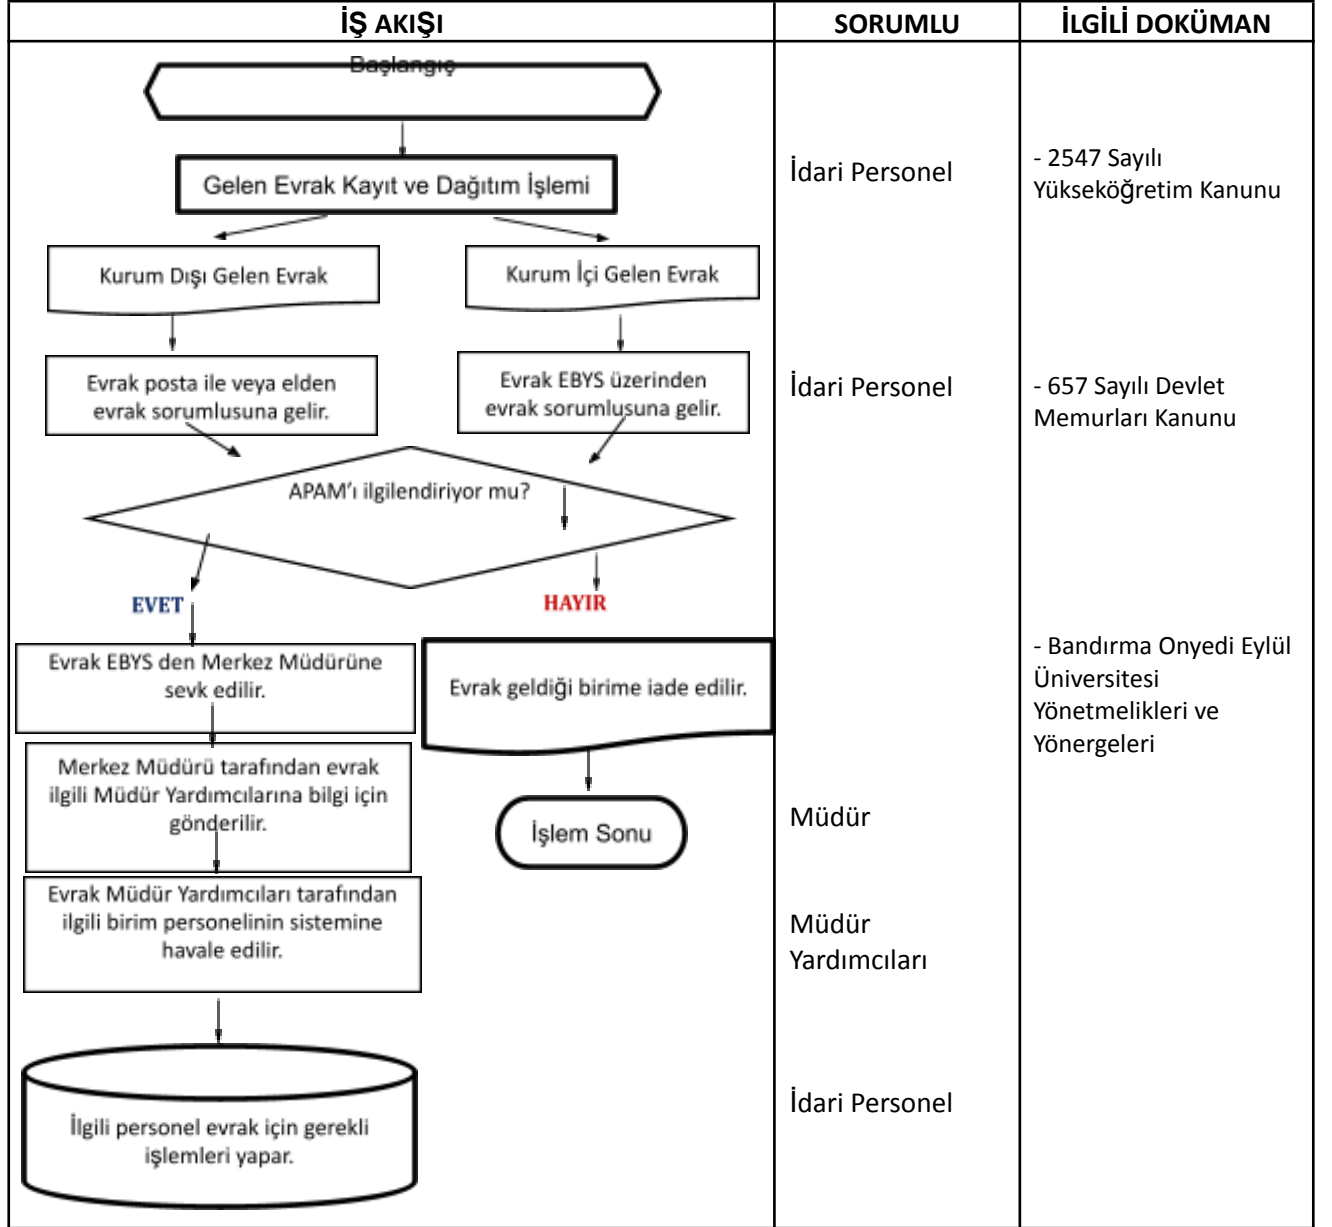 İŞ AKIŞI
SORUMLU
İLGİLİ DOKÜMAN
Başlangıç
Gelen Evrak Kayıt ve Dağıtım İşlemi
İdari Personel
- 2547 Sayılı
Yükseköğretim Kanunu
Kurum Dışı Gelen Evrak
Kurum İçi Gelen Evrak
Evrak posta ile veya elden
evrak sorumlusuna gelir.
Evrak EBYS üzerinden
evrak sorumlusuna gelir.
İdari Personel
- 657 Sayılı Devlet
Memurları Kanunu
APAM’ı ilgilendiriyor mu?
EVET
HAYIR
Evrak EBYS den Merkez Müdürüne
sevk edilir.
Evrak geldiği birime iade edilir.
- Bandırma Onyedi Eylül
Üniversitesi
Yönetmelikleri ve
Yönergeleri
Merkez Müdürü tarafından evrak
ilgili Müdür Yardımcılarına bilgi için
gönderilir.
İşlem Sonu
Müdür
Evrak Müdür Yardımcıları tarafından
ilgili birim personelinin sistemine
havale edilir.
Müdür
Yardımcıları
İlgili personel evrak için gerekli
işlemleri yapar.
İdari Personel